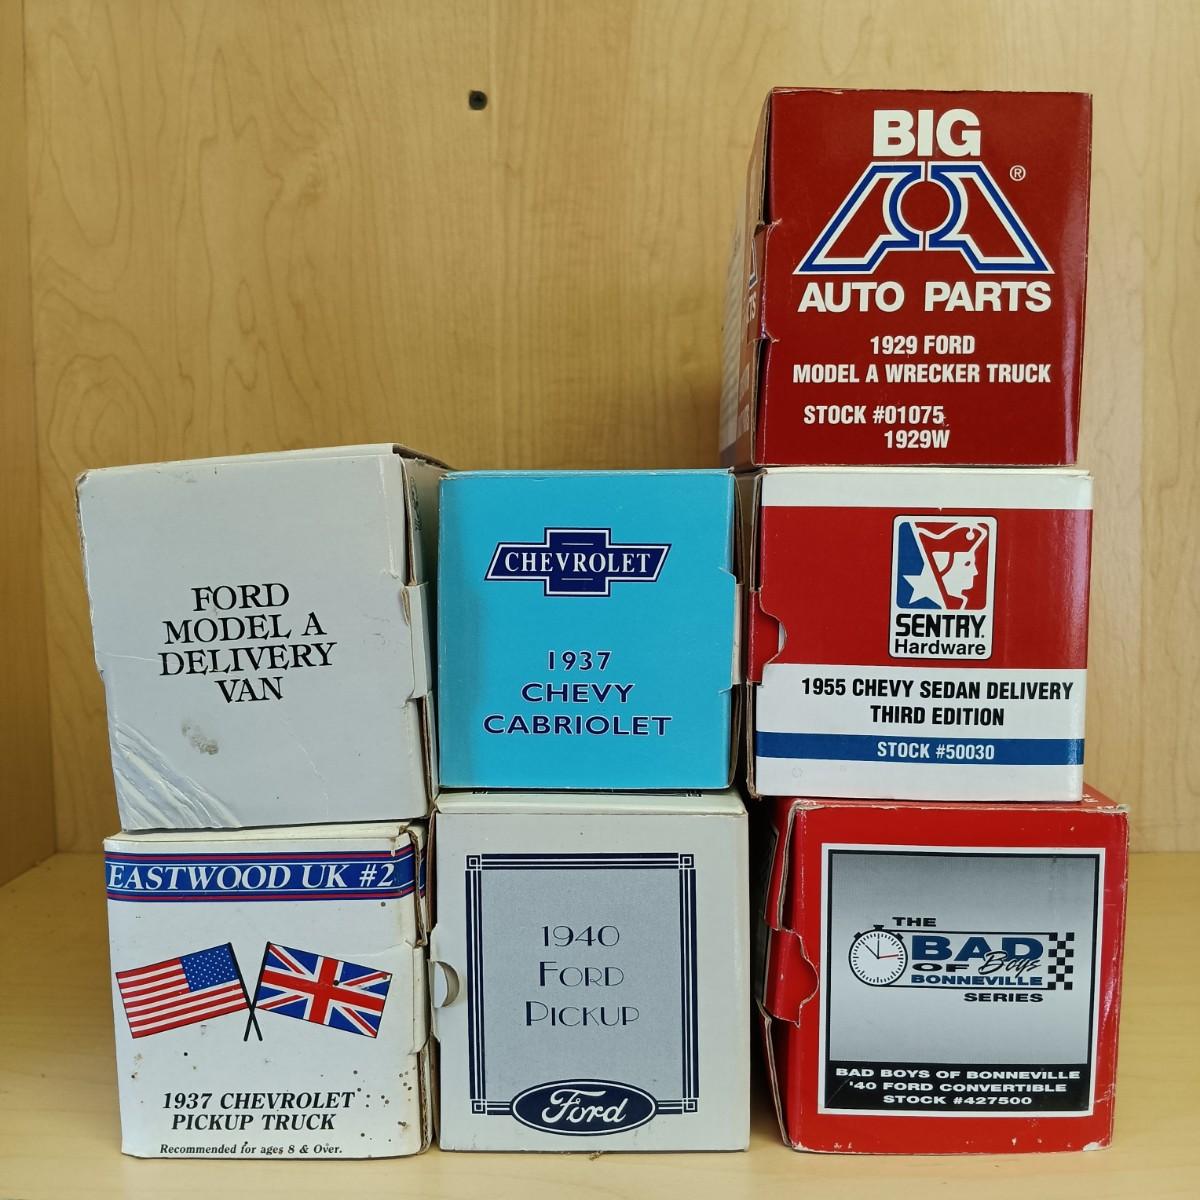 BIG
®
AUTO PARTS
1929 FORD
MODEL A WRECKER TRUCK
STOCK #01075
1929W
FORD
MODEL A
DELIVERY
VAN
CHEVROLET
1937
CHEVY
CABRIOLET
SENTRY.
Hardware
1955 CHEVY SEDAN DELIVERY
THIRD EDITION
STOCK #50030
EASTWOOD UK #2
1937 CHEVROLET
PICKUP TRUCK
Recommended for ages 8 & Over.
1940
FORD
PICKUP
Ford
THE
BAD
OF Boys
BONNEVILLE
SERIES
BAD BOYS OF BONNEVILLE
'40 FORD CONVERTIBLE
STOCK #427500